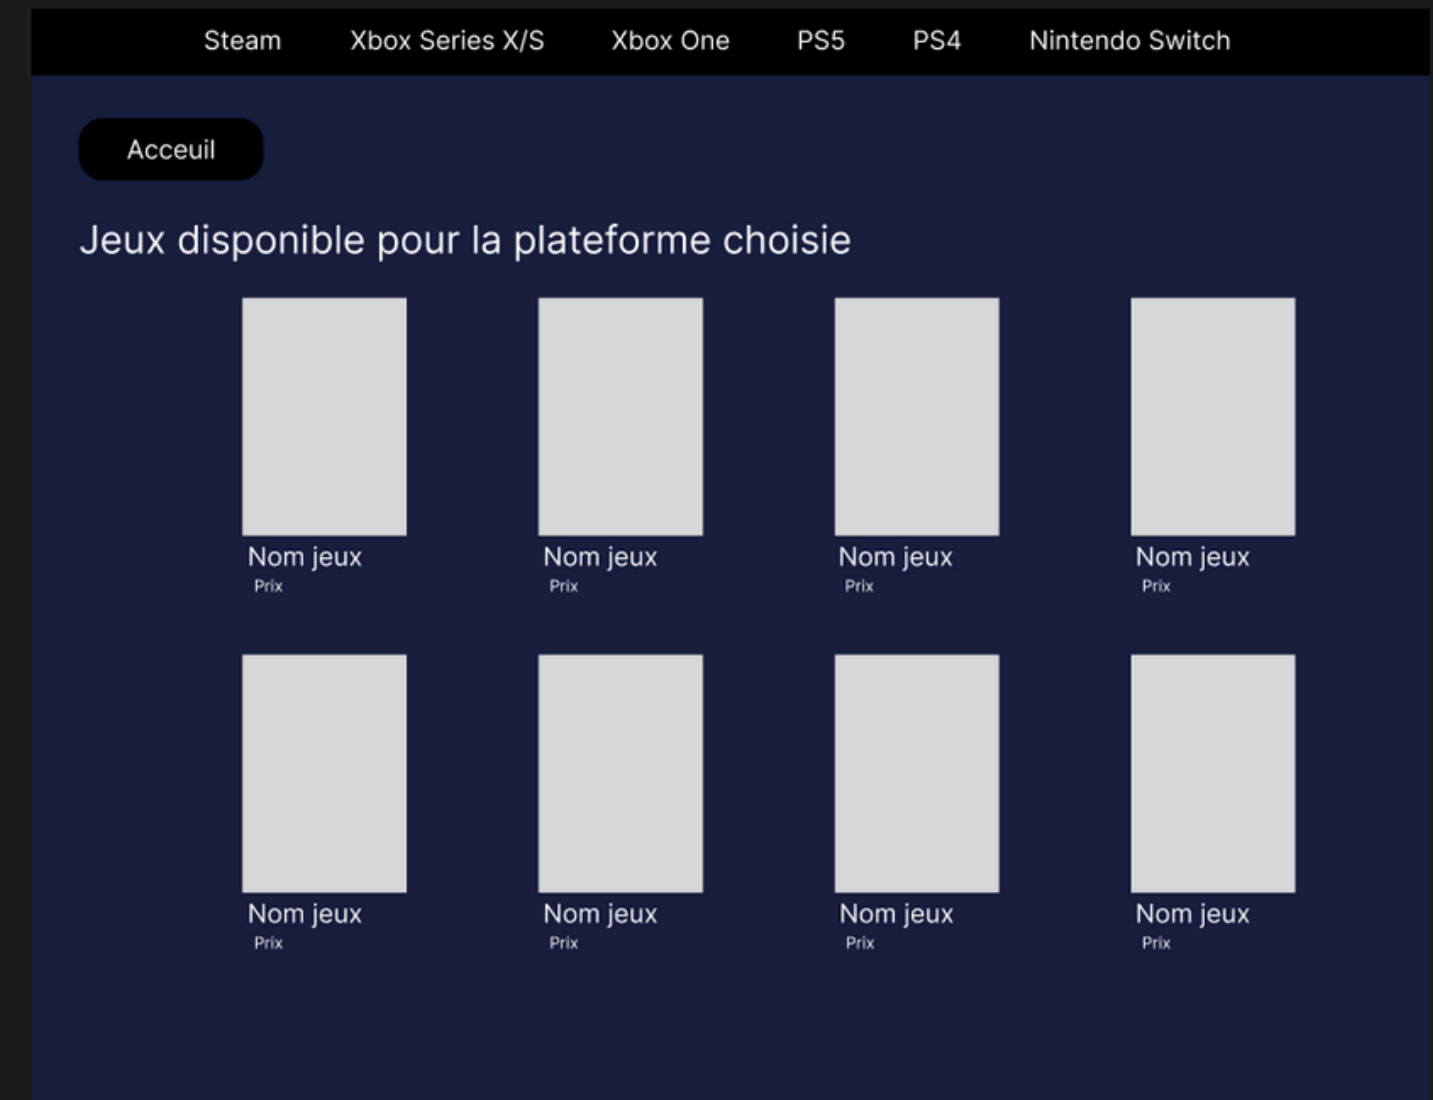 Steam Xbox Series X/S Xbox One PS5 PS4 Nintendo Switch
Acceuil
Jeux disponible pour la plateforme choisie
Nom jeux Nom jeux Nom jeux Nom jeux
Prix Prix Prix Prix
Nom jeux Nom jeux Nom jeux Nom jeux
Prix Prix Prix Prix